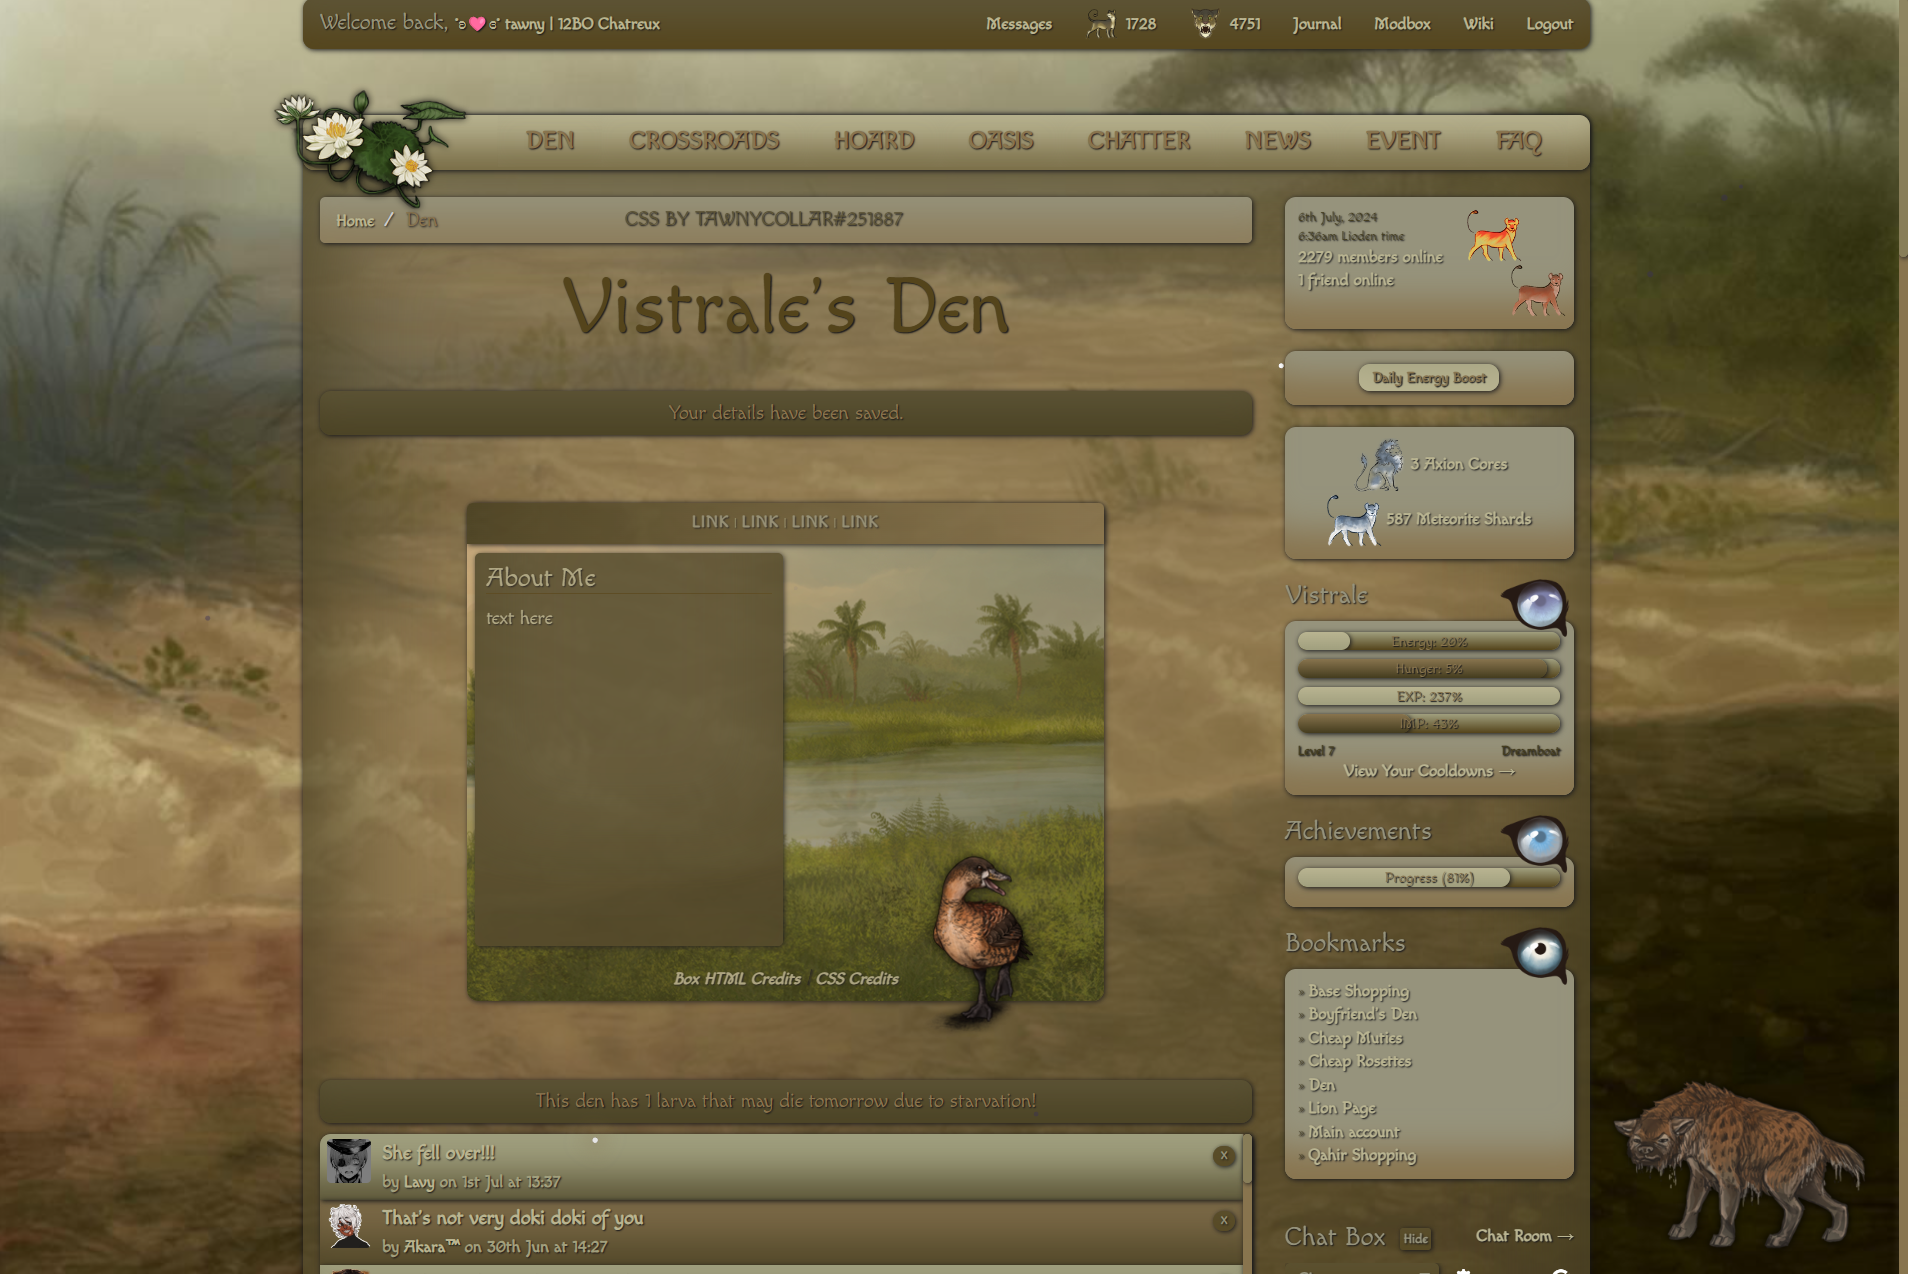 Welcome back, °ʚ ɞ° tawny | 12BO Chatreux
Messages 1728 4751 Journal Modbox Wiki Logout
DEN CROSSROADS HOARD OASIS CHATTER NEWS EVENT FAQ
Home / Den
CSS BY TAWNYCOLLAR#251887
Vistrale's Den
Your details have been saved.
LINK | LINK | LINK | LINK
About Me
text here
Box HTML Credits | CSS Credits
This den has 1 larva that may die tomorrow due to starvation!
She fell over!!!
by Lavy on 1st Jul at 13:37
x
That's not very doki doki of you
by Akara™ on 30th Jun at 14:27
x
6th July, 2024
6:36am Lioden time
2279 members online
1 friend online
Daily Energy Boost
3 Axion Cores
587 Meteorite Shards
Vistrale
Energy: 20%
Hunger: 5%
EXP: 237%
IMP: 43%
Level 7 Dreamboat
View Your Cooldowns →
Achievements
Progress (81%)
Bookmarks
» Base Shopping
» Boyfriend's Den
» Cheap Muties
» Cheap Rosettes
» Den
» Lion Page
» Main account
» Qahir Shopping
Chat Box Hide Chat Room →